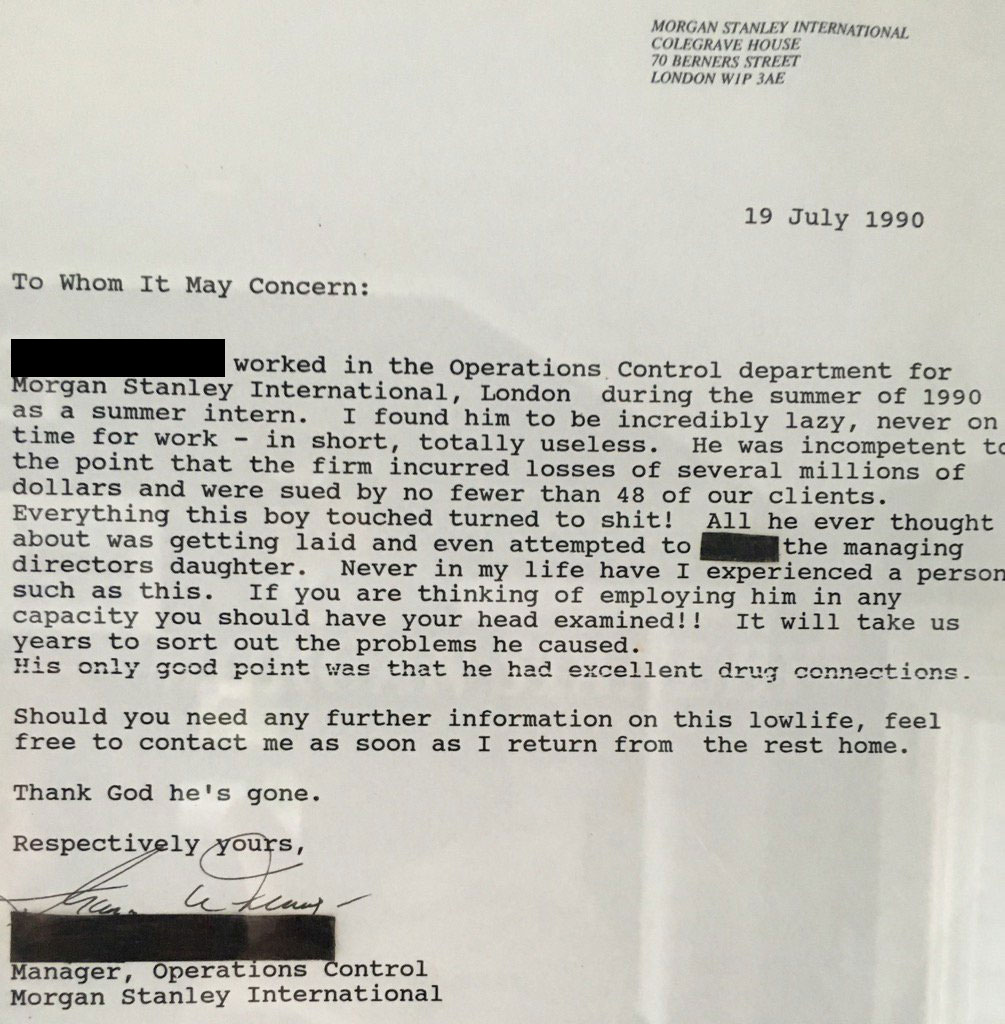 MORGAN STANLEY INTERNATIONAL
COLEGRAVE HOUSE
70 BERNERS STREET
LONDON W1P 3AE
19 July 1990
To Whom It May Concern:
worked in the Operations Control department for
Morgan Stanley International, London during the summer of 1990
as a summer intern. I found him to be incredibly lazy, never on
time for work - in short, totally useless. He was incompetent to
the point that the firm incurred losses of several millions of
dollars and were sued by no fewer than 48 of our clients.
Everything this boy touched turned to shit! All he ever thought
about was getting laid and even attempted to the managing
directors daughter. Never in my life have I experienced a person
such as this. If you are thinking of employing him in any
capacity you should have your head examined!! It will take us
years to sort out the problems he caused.
His only good point was that he had excellent drug connections.
Should you need any further information on this lowlife, feel
free to contact me as soon as I return from the rest home.
Thank God he's gone.
Respectively yours,
Manager, Operations Control
Morgan Stanley International